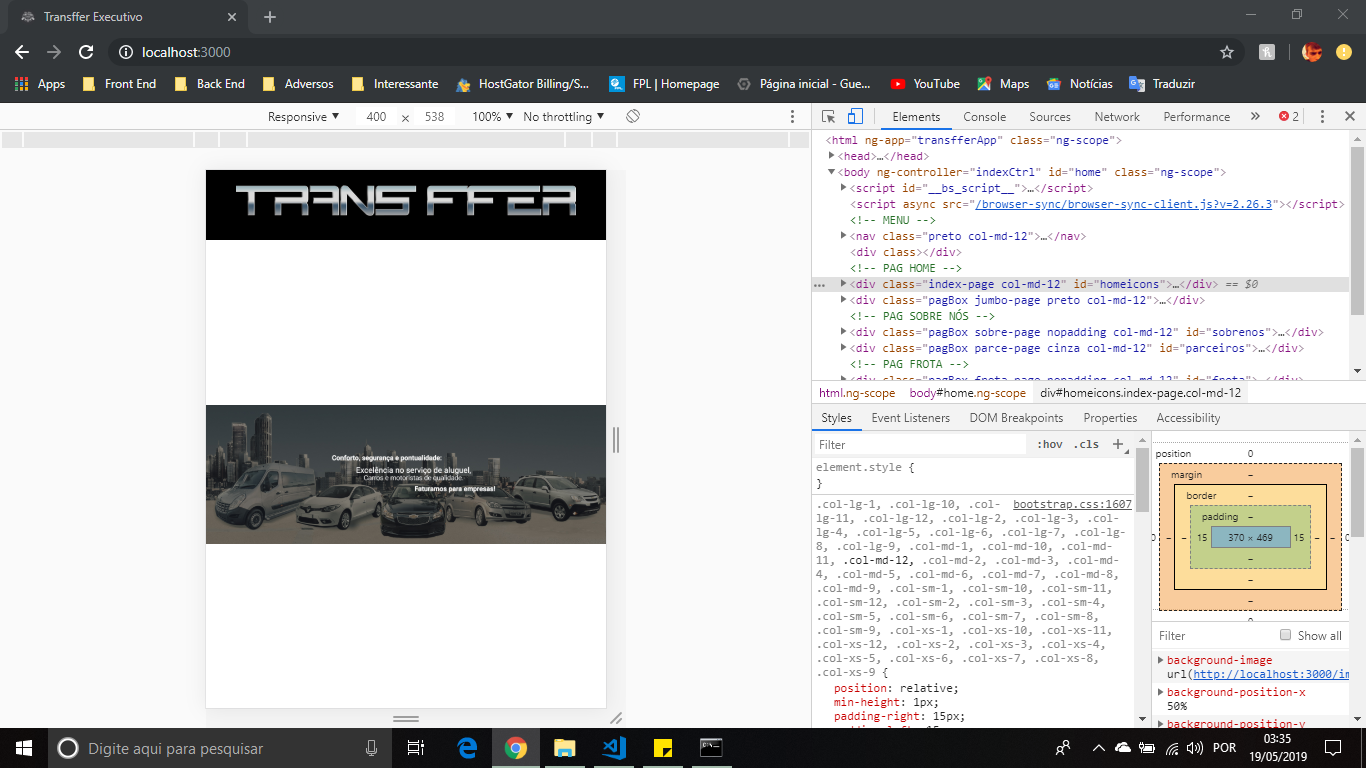 Transffer Executivo
localhost:3000
Apps Front End Back End Adversos Interessante HostGator Billing/S... FPL | Homepage Página inicial - Gue... YouTube Maps Notícias Traduzir
Responsive 400 × 538 100% No throttling
Elements Console Sources Network Performance » 2
TRANS FFER
Conforto, segurança e pontualidade:
Excelência no serviço de aluguel,
Carros e motoristas de qualidade.
Faturamos para empresas!
<html ng-app="transfferApp" class="ng-scope">
<head>…</head>
<body ng-controller="indexCtrl" id="home" class="ng-scope">
<script id="__bs_script__">…</script>
<script async src="/browser-sync/browser-sync-client.js?v=2.26.3"></script>
<!-- MENU -->
<nav class="preto col-md-12">…</nav>
<div class></div>
<!-- PAG HOME -->
<div class="index-page col-md-12" id="homeicons">…</div> == $0
<div class="pagBox jumbo-page preto col-md-12">…</div>
<!-- PAG SOBRE NÓS -->
<div class="pagBox sobre-page nopadding col-md-12" id="sobrenos">…</div>
<div class="pagBox parce-page cinza col-md-12" id="parceiros">…</div>
<!-- PAG FROTA -->
<div class="pagBox frota-page nopadding col-md-12" id="frota">…</div>
html.ng-scope body#home.ng-scope div#homeicons.index-page.col-md-12
Styles Event Listeners DOM Breakpoints Properties Accessibility
Filter :hov .cls +
element.style {
}
.col-lg-1, .col-lg-10, .col- bootstrap.css:1607
lg-11, .col-lg-12, .col-lg-2, .col-lg-3, .col-
lg-4, .col-lg-5, .col-lg-6, .col-lg-7, .col-lg-
8, .col-lg-9, .col-md-1, .col-md-10, .col-md-
11, .col-md-12, .col-md-2, .col-md-3, .col-md-
4, .col-md-5, .col-md-6, .col-md-7, .col-md-8,
.col-md-9, .col-sm-1, .col-sm-10, .col-sm-11,
.col-sm-12, .col-sm-2, .col-sm-3, .col-sm-4,
.col-sm-5, .col-sm-6, .col-sm-7, .col-sm-8,
.col-sm-9, .col-xs-1, .col-xs-10, .col-xs-11,
.col-xs-12, .col-xs-2, .col-xs-3, .col-xs-4,
.col-xs-5, .col-xs-6, .col-xs-7, .col-xs-8,
.col-xs-9 {
position: relative;
min-height: 1px;
padding-right: 15px;
position 0
margin –
border –
padding –
0 – – 15 370 × 469 15 – – 0
–
–
–
0
Filter Show all
background-image
url(http://localhost:3000/im
background-position-x
50%
background-position-y
Digite aqui para pesquisar
POR
03:35
19/05/2019